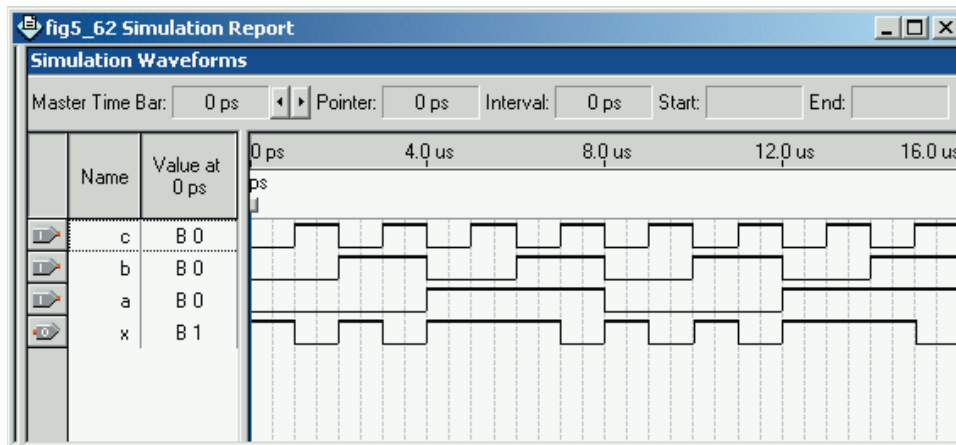 fig5_62 Simulation Report
Simulation Waveforms
Master Time Bar: 0 ps Pointer: 0 ps Interval: 0 ps Start: End:
Name Value at 0 ps
0 ps 4.0 us 8.0 us 12.0 us 16.0 us
ps
c B 0
b B 0
a B 0
x B 1